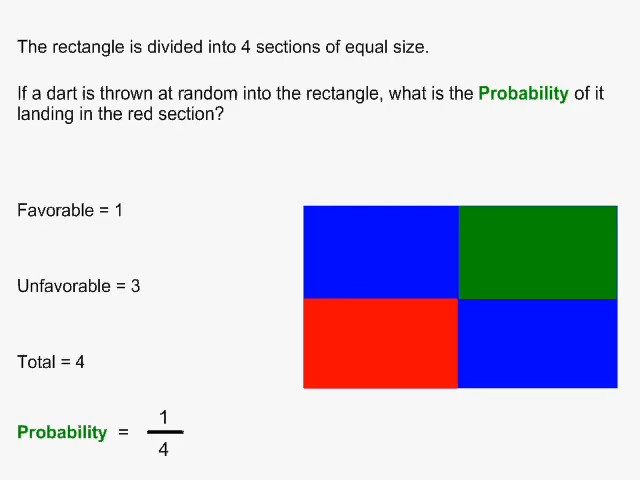 The rectangle is divided into 4 sections of equal size.
If a dart is thrown at random into the rectangle, what is the Probability of it
landing in the red section?
Favorable = 1
Unfavorable = 3
Total = 4
Probability = 1
4